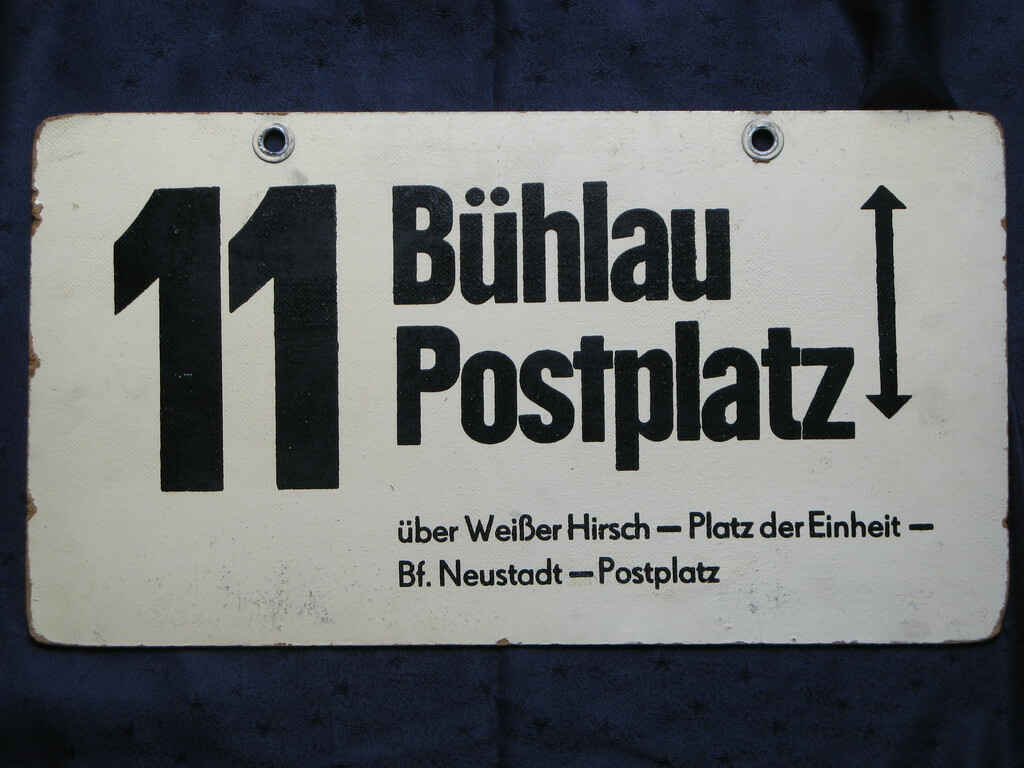 11
Bühlau
Postplatz
über Weißer Hirsch – Platz der Einheit –
Bf. Neustadt – Postplatz